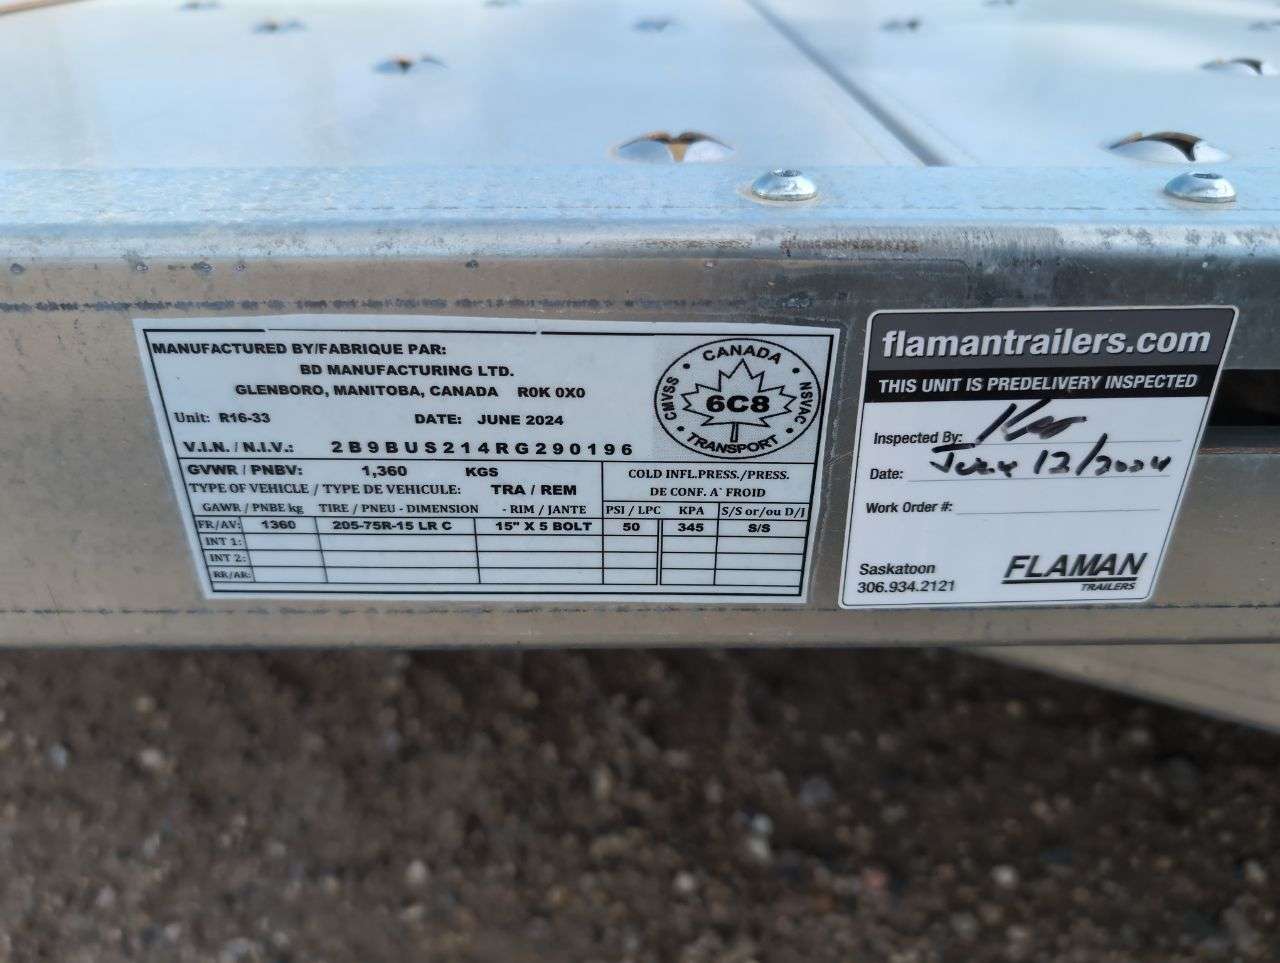 MANUFACTURED BY/FABRIQUE PAR:
BD MANUFACTURING LTD.
GLENBORO, MANITOBA, CANADA R0K 0X0
Unit: R16-33 DATE: JUNE 2024
V.I.N. / N.I.V.: 2B9BUS214RG290196
GVWR / PNBV: 1,360 KGS
TYPE OF VEHICLE / TYPE DE VEHICULE: TRA / REM
COLD INFL.PRESS./PRESS.
DE CONF. A` FROID
GAWR / PNBE kg TIRE / PNEU - DIMENSION - RIM / JANTE PSI / LPC KPA S/S or/ou D/J
FR/AV: 1360 205-75R-15 LR C 15" X 5 BOLT 50 345 S/S
INT 1:
INT 2:
RR/AR:
CANADA
CMVSS
6C8
NSVAC
TRANSPORT
flamantrailers.com
THIS UNIT IS PREDELIVERY INSPECTED
Inspected By:
Date: June 12/2024
Work Order #:
Saskatoon
306.934.2121
FLAMAN
TRAILERS